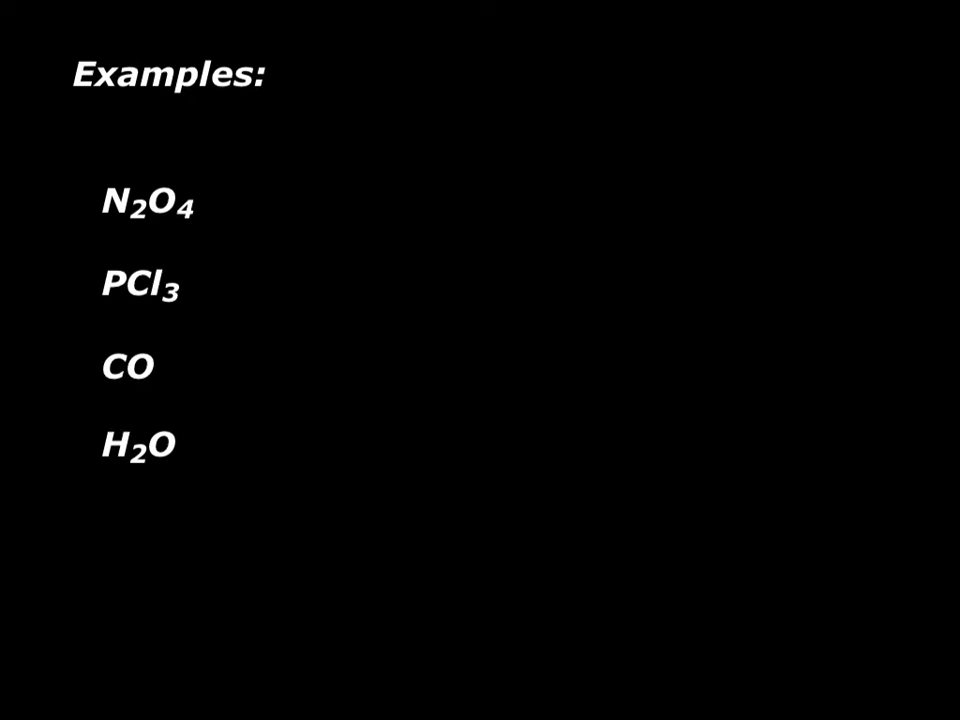 Examples:
N₂O₄
PCl₃
CO
H₂O